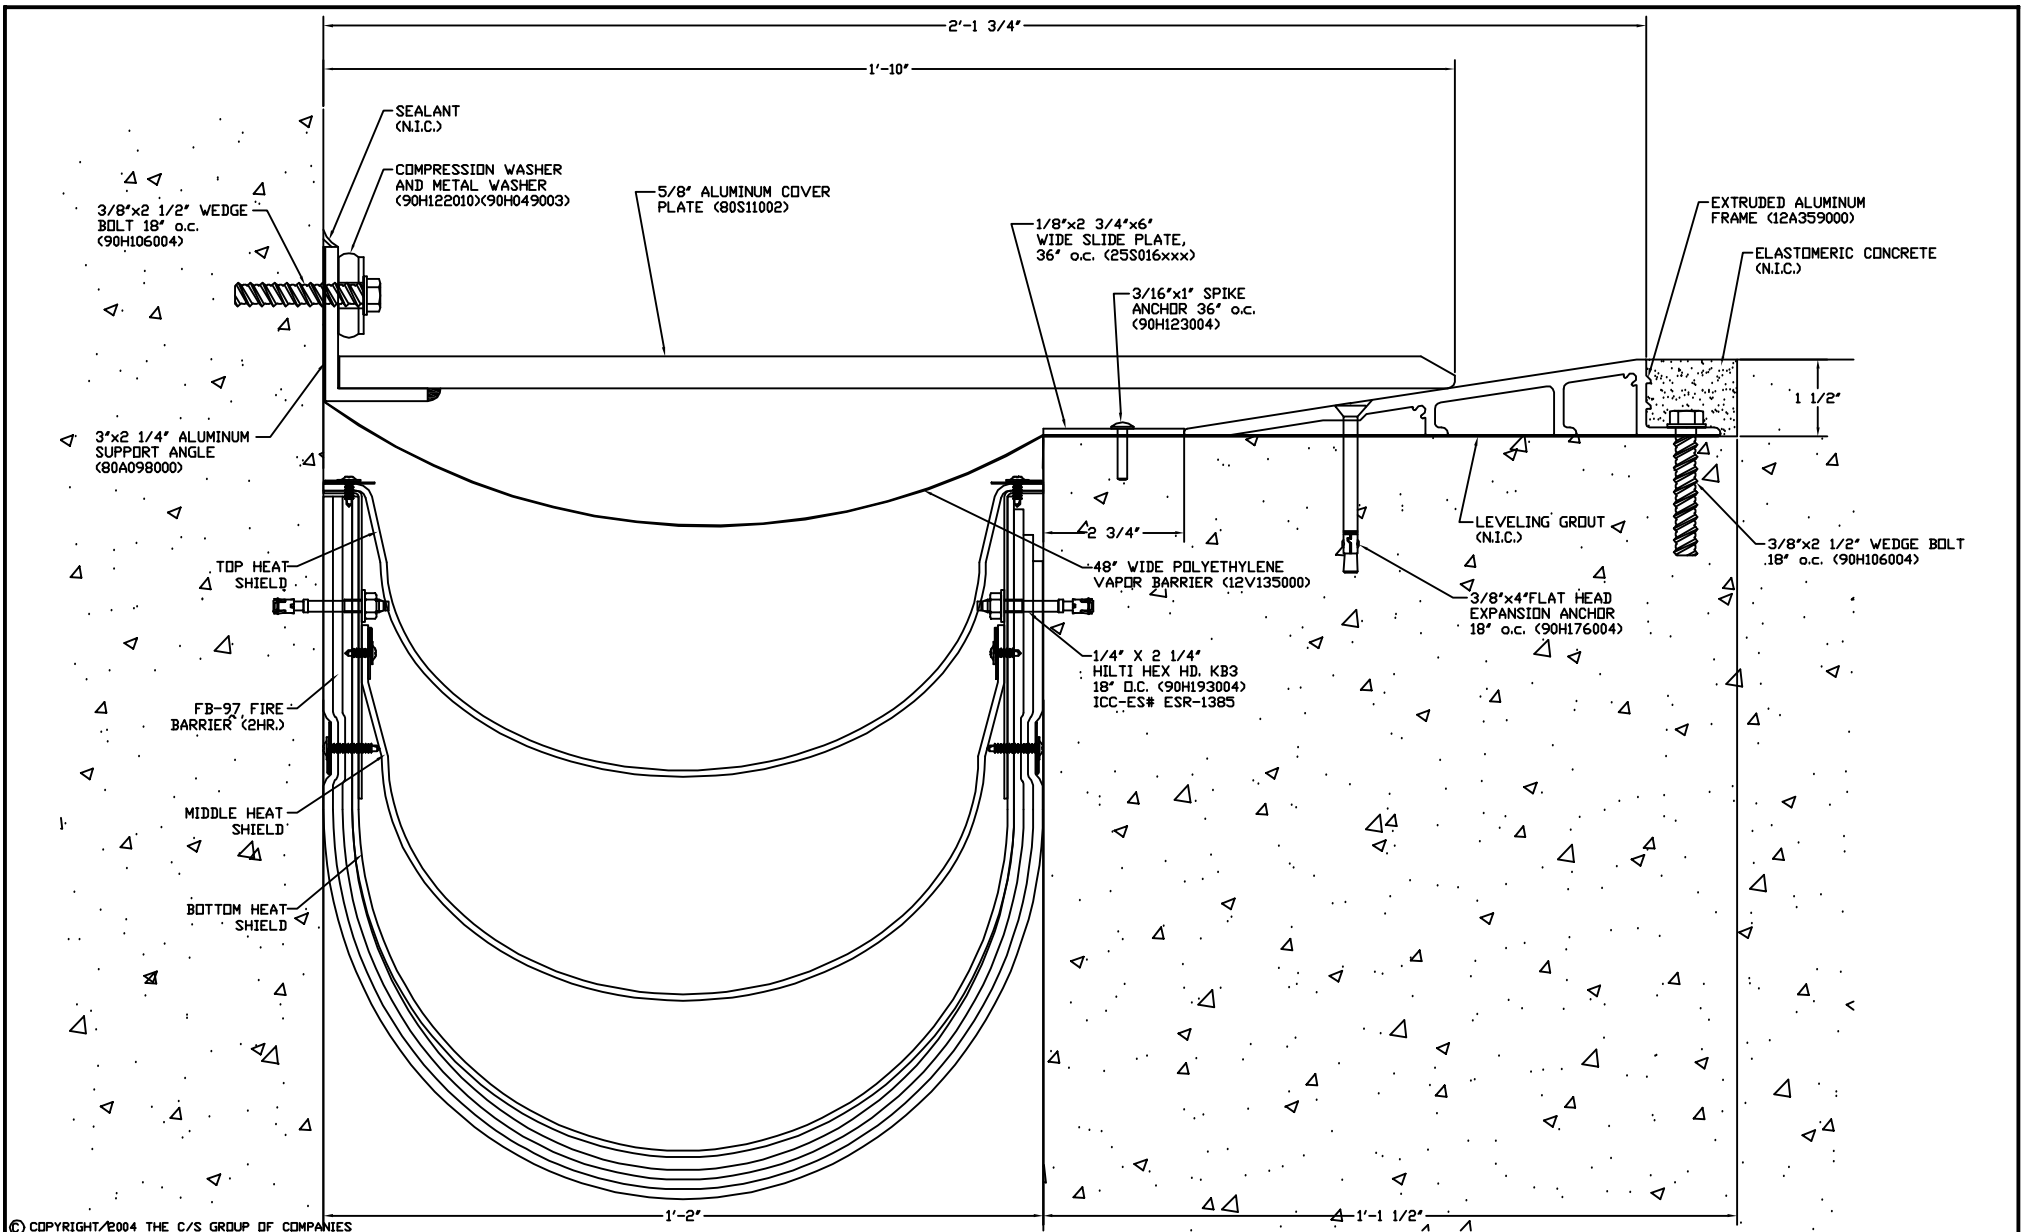 2'-1 3/4"
1'-10"
SEALANT
(N.I.C.)
COMPRESSION WASHER
AND METAL WASHER
(90H122010)(90H049003)
5/8" ALUMINUM COVER
PLATE (80S11002)
3/8"x2 1/2" WEDGE
BOLT 18" o.c.
(90H106004)
1/8"x2 3/4"x6"
WIDE SLIDE PLATE,
36" o.c. (25S016xxx)
EXTRUDED ALUMINUM
FRAME (12A359000)
ELASTOMERIC CONCRETE
(N.I.C.)
3/16"x1" SPIKE
ANCHOR 36" o.c.
(90H123004)
1 1/2"
3"x2 1/4" ALUMINUM
SUPPORT ANGLE
(80A098000)
2 3/4"
LEVELING GROUT
(N.I.C.)
3/8"x2 1/2" WEDGE BOLT
18" o.c. (90H106004)
TOP HEAT
SHIELD
48" WIDE POLYETHYLENE
VAPOR BARRIER (12V135000)
3/8"x4"FLAT HEAD
EXPANSION ANCHOR
18" o.c. (90H176004)
1/4" X 2 1/4"
HILTI HEX HD. KB3
18" O.C. (90H193004)
ICC-ES# ESR-1385
FB-97 FIRE
BARRIER (2HR.)
MIDDLE HEAT
SHIELD
BOTTOM HEAT
SHIELD
1'-2"
1'-1 1/2"
© COPYRIGHT 2004 THE C/S GROUP OF COMPANIES